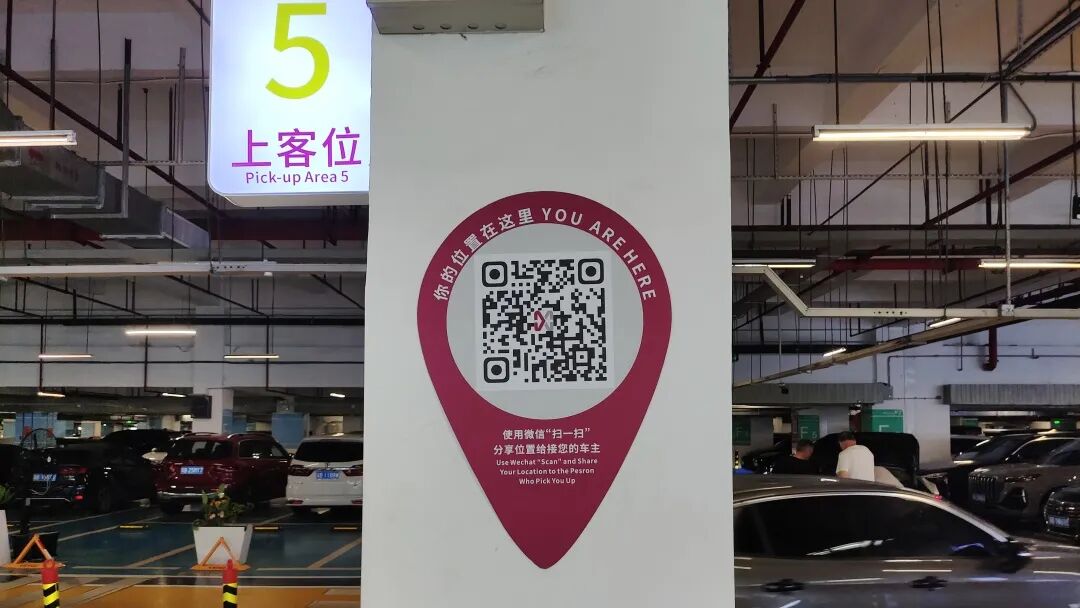 5
上客位
Pick-up Area 5
你的位置在这里 YOU ARE HERE
使用微信“扫一扫”
分享位置给接您的车主
Use Wechat “Scan” and Share
Your Location to the Pesron
Who Pick You Up